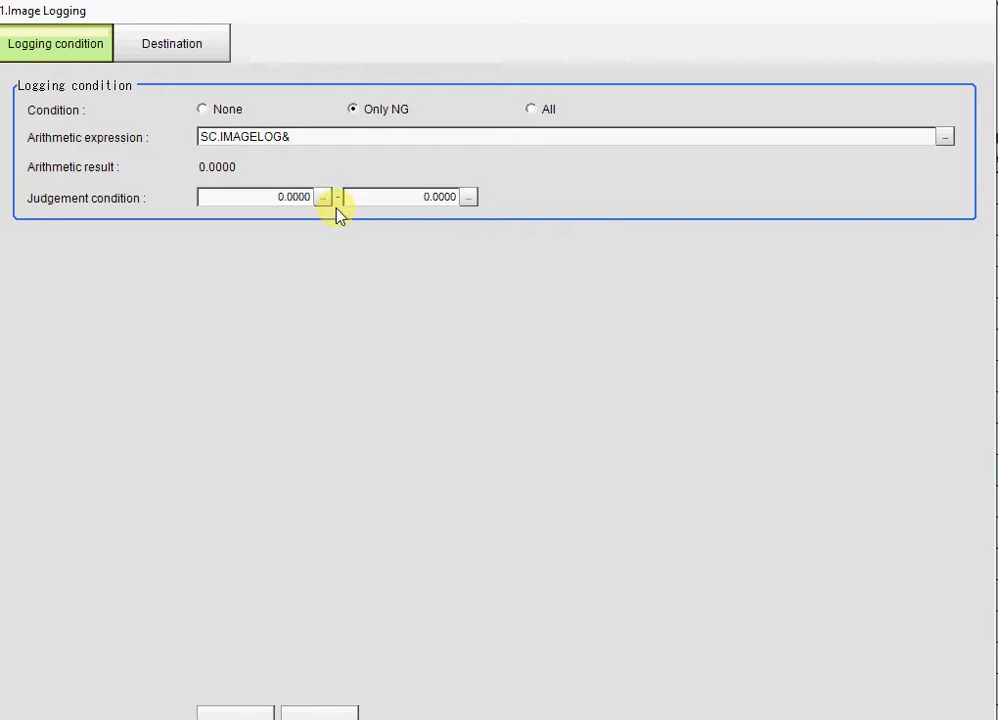 1.Image Logging
Logging condition
Destination
Logging condition
Condition :
None
Only NG
All
Arithmetic expression :
SC.IMAGELOG&
...
Arithmetic result :
0.0000
Judgement condition :
0.0000
...
-
0.0000
...